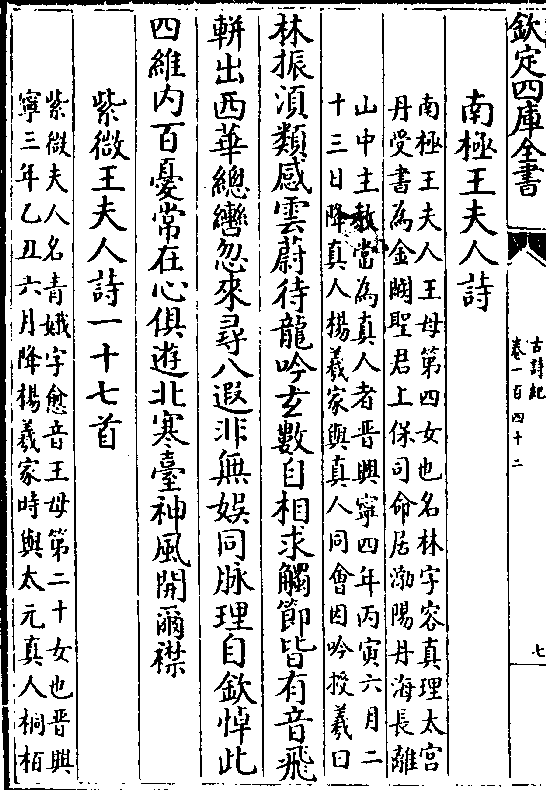 欽定四庫全書
古詩紀
卷一百四十二
七
南極王夫人詩
南極王夫人王母第四女也名林字容真理太宫
丹受書為金闕聖君上保司命居渤陽丹海長離
山中主教當為真人者晉興寧四年丙寅六月二
十三日降真人楊羲家與真人同會因吟授羲曰
林振湏類感雲蔚待龍吟玄數自相求觸節皆有音飛
軿出西華總轡忽來尋八遐非無娱同脉理自欽悼此
四維内百憂常在心俱遊北寒臺神風開爾襟
紫微王夫人詩一十七首
紫微夫人名青娥字愈音王母第二十女也晉興
寧三年乙丑六月降楊羲家時與太元真人桐栢